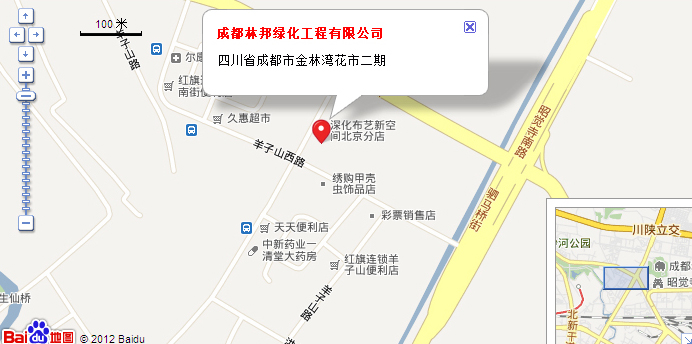 100 米
成都林邦绿化工程有限公司
四川省成都市金林湾花市二期
羊子山路
尔康
红旗连
南街便利店
久惠超市
深化布艺新空
间北京分店
羊子山西路
昭觉寺南路
绣购甲壳
虫饰品店
驷马桥街
彩票销售店
天天便利店
中新药业一
清堂大药房
红旗连锁羊
子山便利店
羊子山路
生仙桥
川陕立交
沙河公园
成都
昭觉
北新干
Bai 地图
© 2012 Baidu